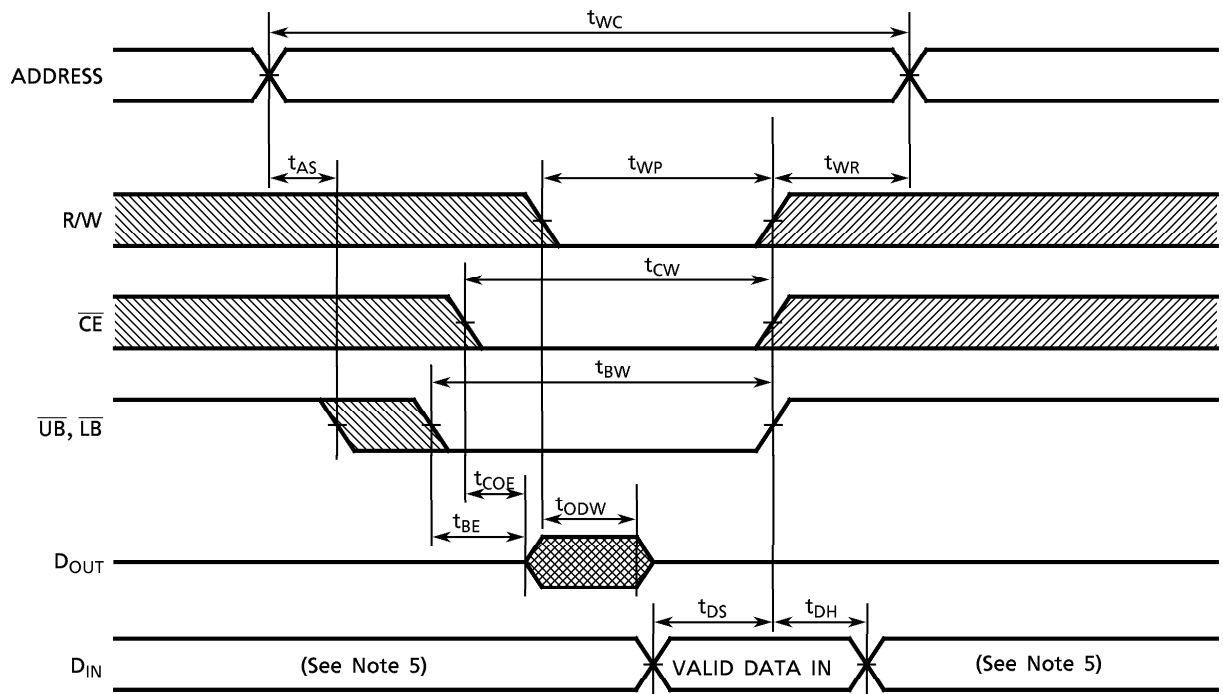 tWC
ADDRESS
tAS
tWP
tWR
R/W
tCW
CE
tBW
UB, LB
tCOE
tODW
tBE
DOUT
tDS
tDH
DIN
(See Note 5)
VALID DATA IN
(See Note 5)